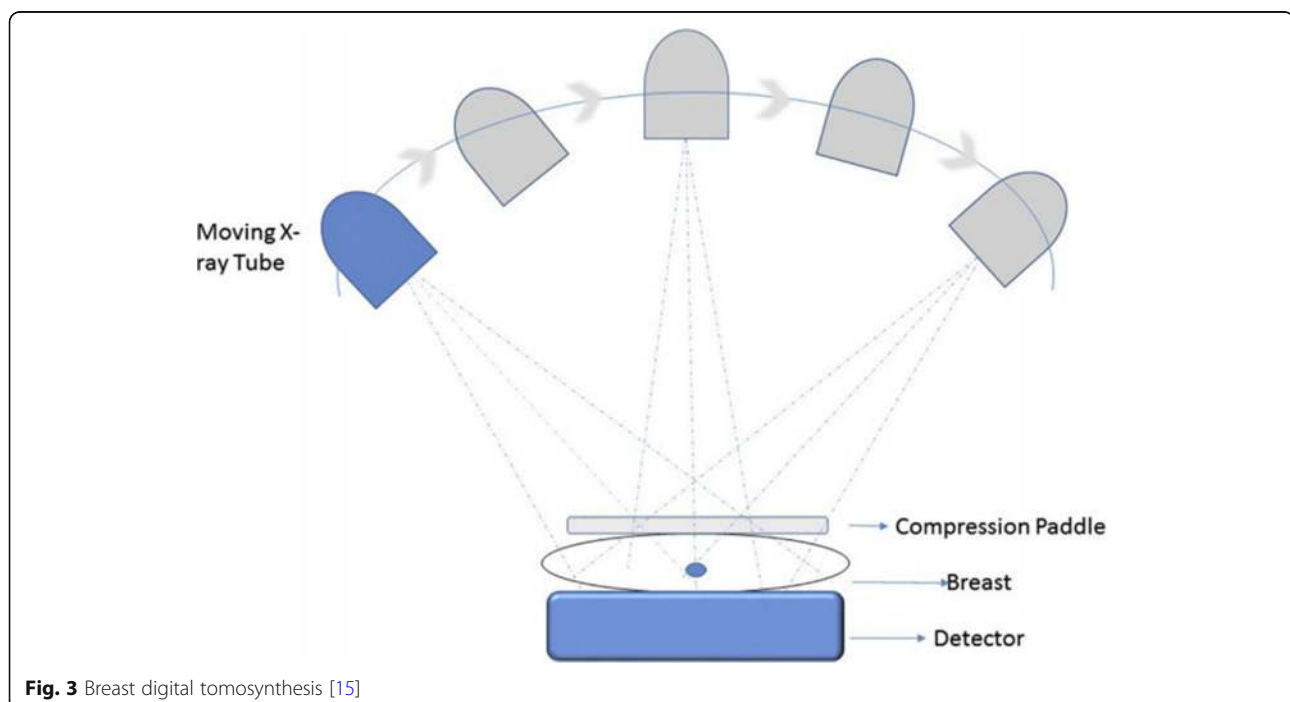 Moving X-
ray Tube
Compression Paddle
Breast
Detector
Fig. 3 Breast digital tomosynthesis [15]